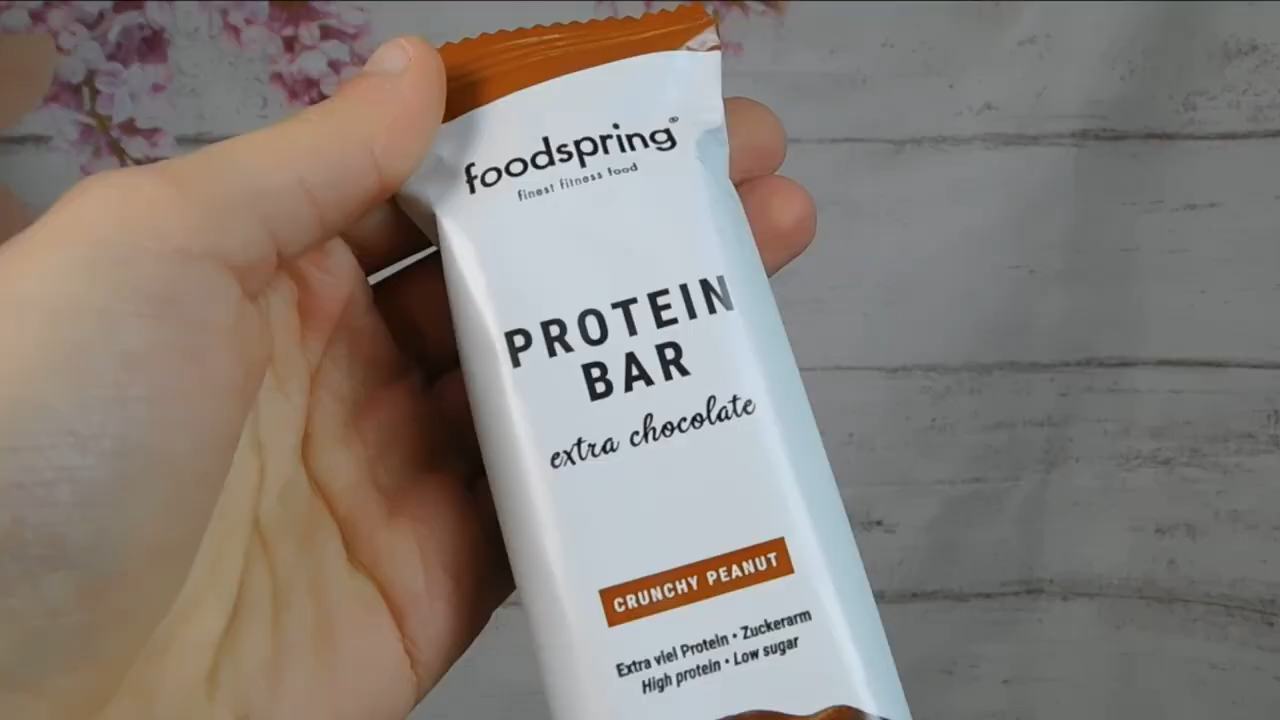 foodspring®
finest fitness food
PROTEIN
BAR
extra chocolate
CRUNCHY PEANUT
Extra viel Protein • Zuckerarm
High protein • Low sugar